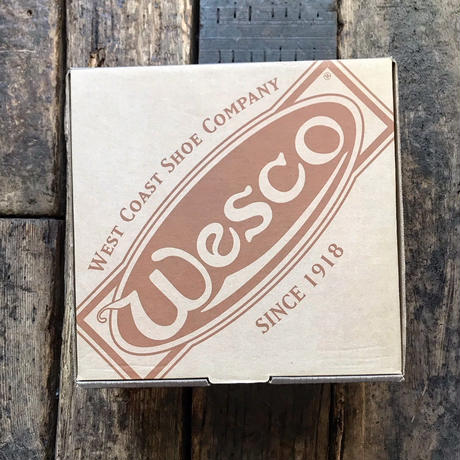 WEST COAST SHOE COMPANY
Wesco
®
SINCE 1918